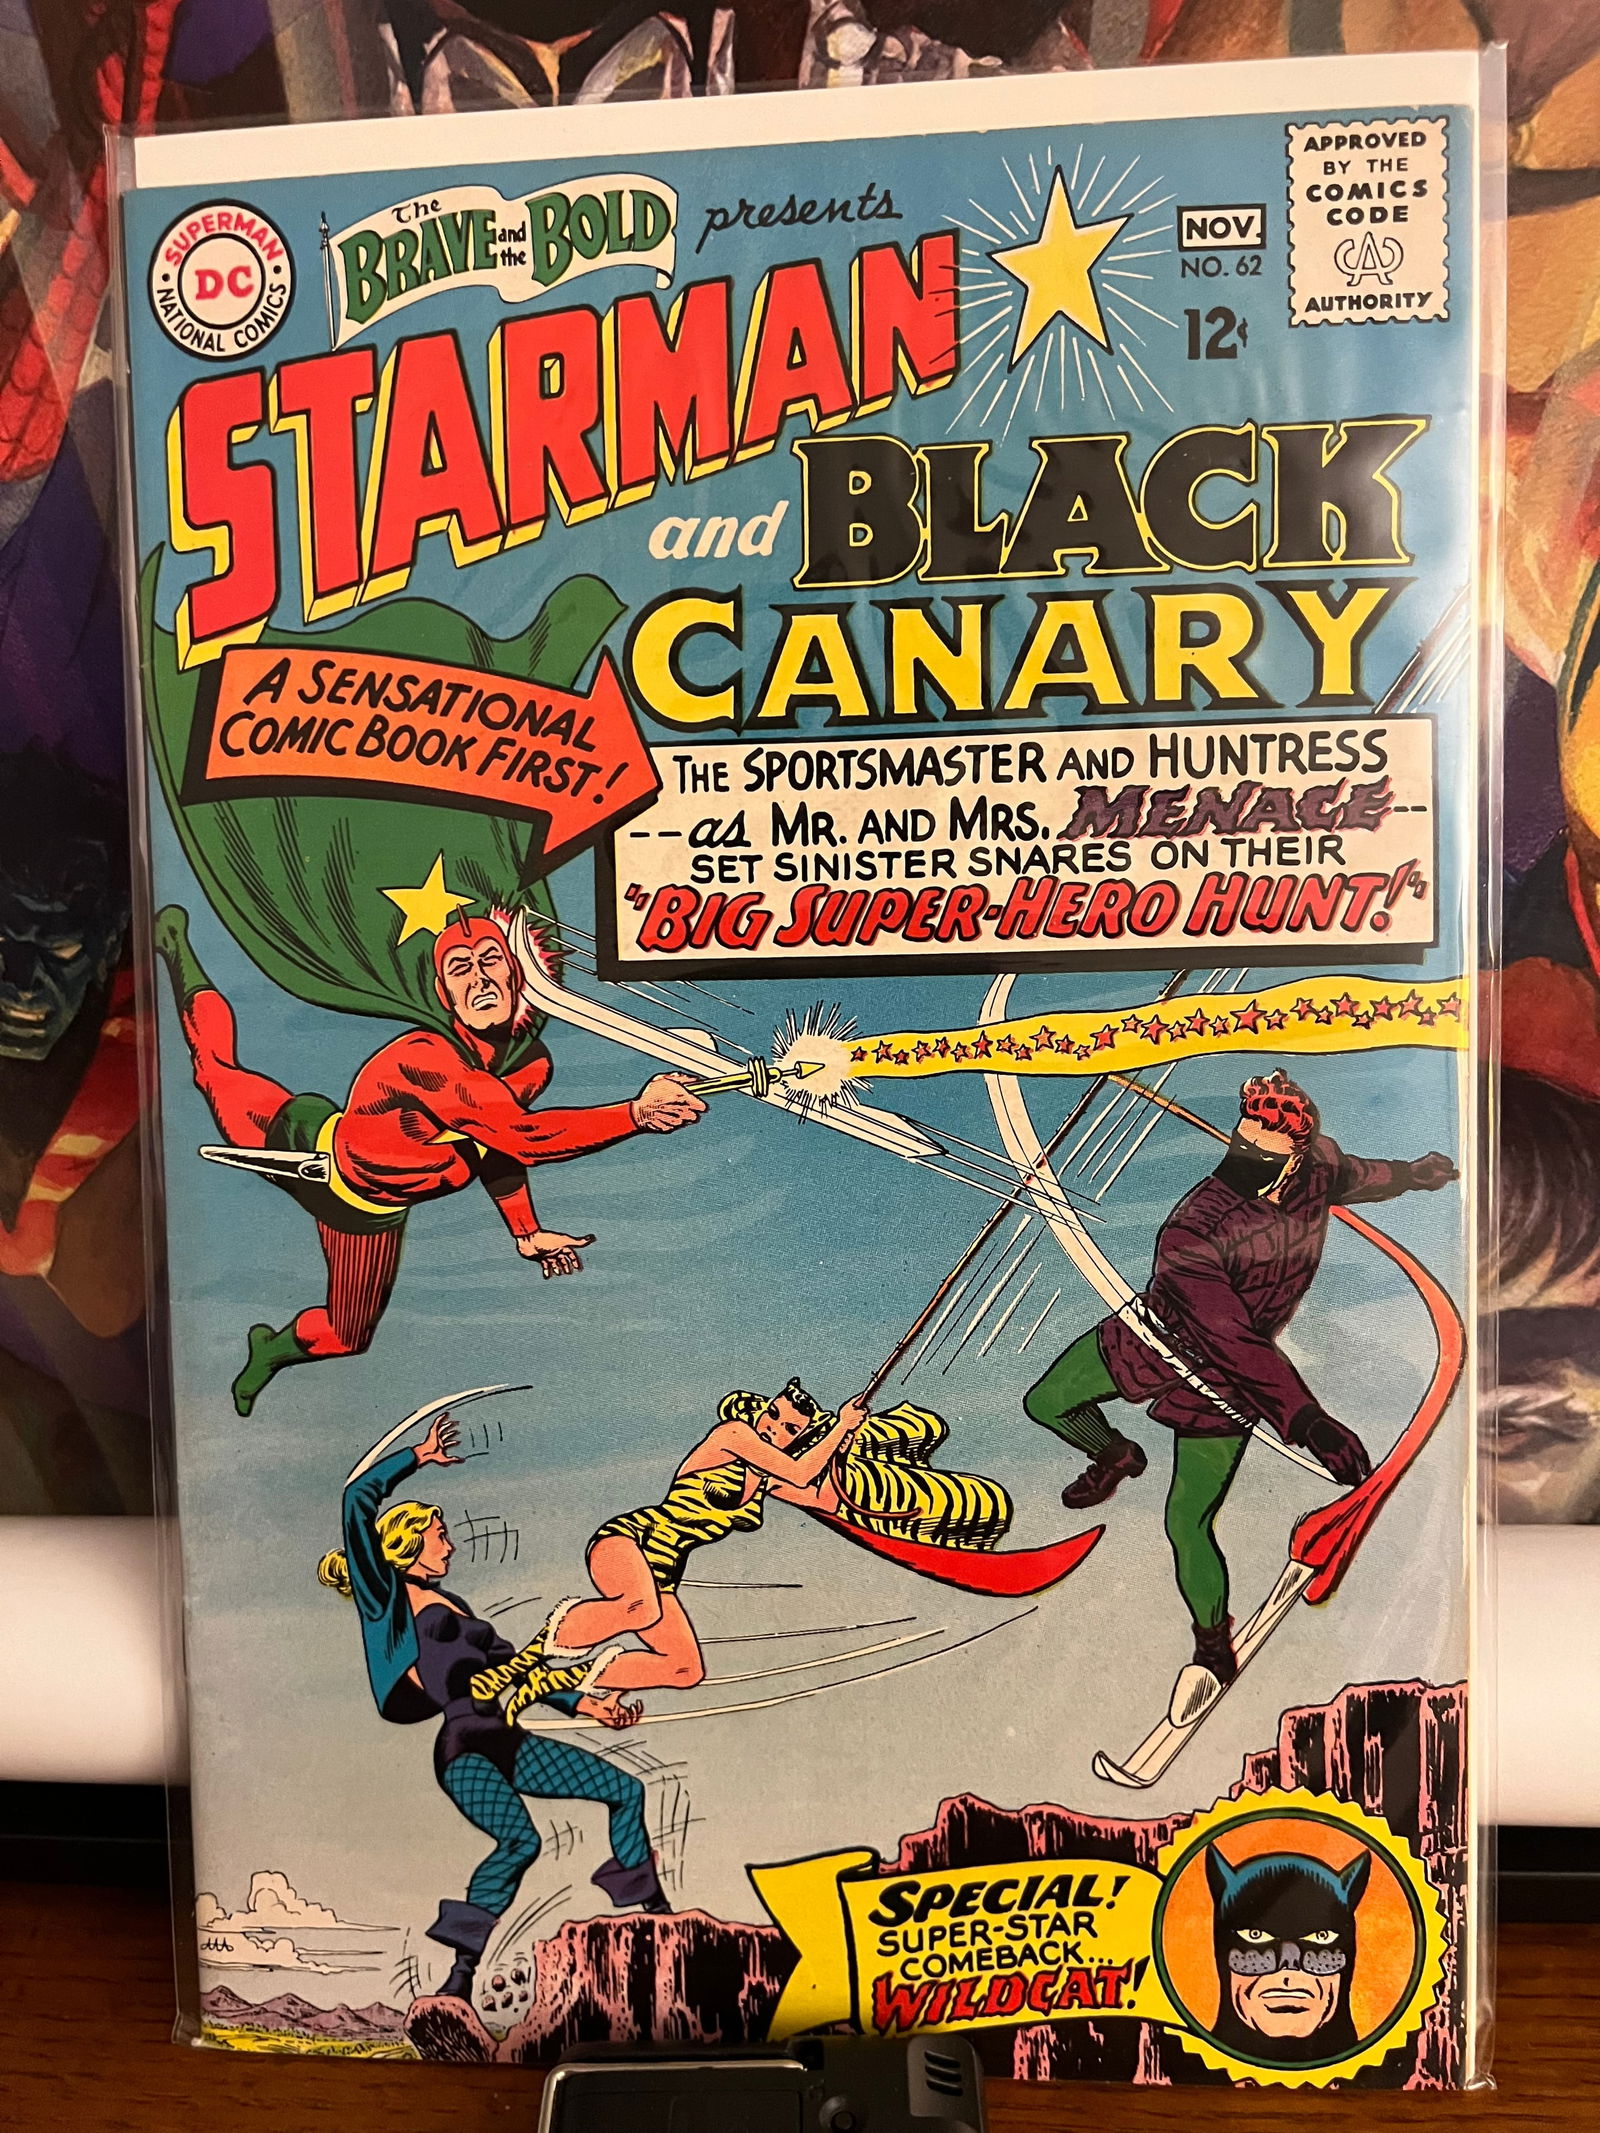 SUPERMAN
DC
NATIONAL COMICS
The
BRAVE and the BOLD
presents
NOV.
NO. 62
12¢
APPROVED
BY THE
COMICS
CODE
CA
AUTHORITY
STARMAN
and BLACK
CANARY
A SENSATIONAL
COMIC BOOK FIRST!
THE SPORTSMASTER AND HUNTRESS
--as MR. AND MRS. MENACE--
SET SINISTER SNARES ON THEIR
"BIG SUPER-HERO HUNT!"
SPECIAL!
SUPER-STAR
COMEBACK...
WILDCAT!